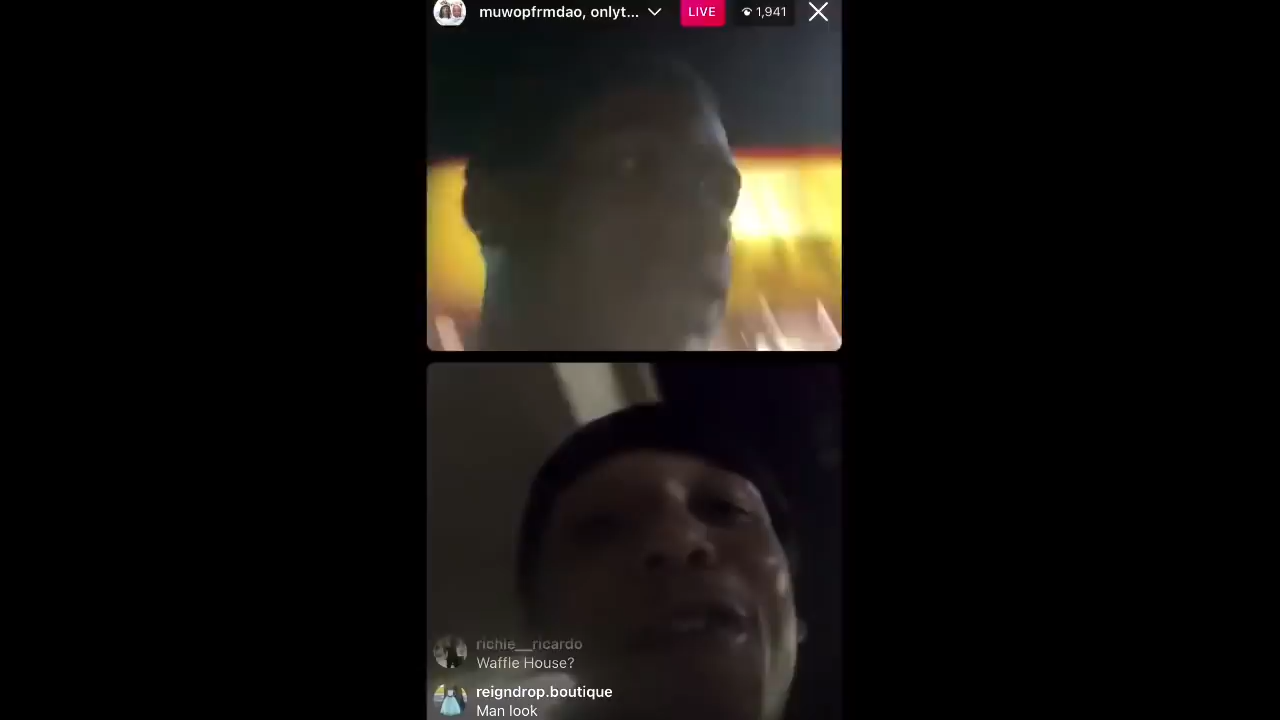 muwopfrmdao, onlyt...
LIVE
1,941
richie__ricardo
Waffle House?
reigndrop.boutique
Man look